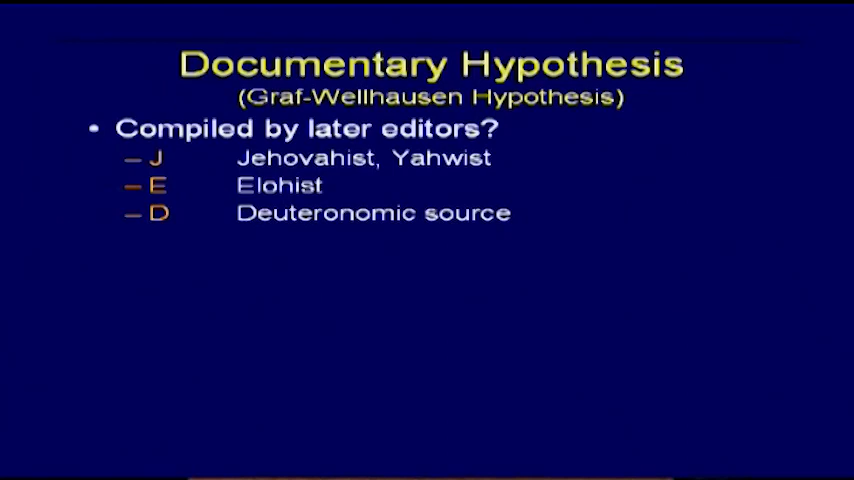 Documentary Hypothesis
(Graf-Wellhausen Hypothesis)
• Compiled by later editors?
– J Jehovahist, Yahwist
– E Elohist
– D Deuteronomic source